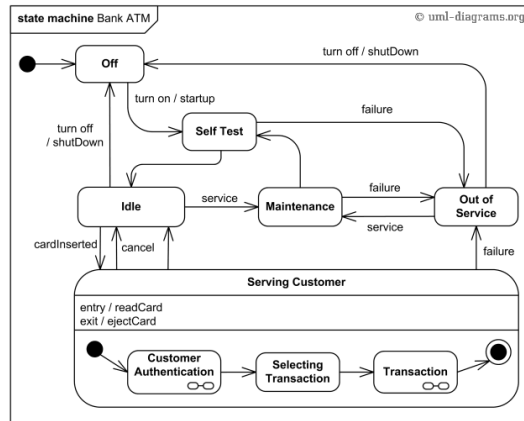 state machine Bank ATM
© uml-diagrams.org
Off
turn off / shutDown
turn on / startup
failure
turn off
/ shutDown
Self Test
Idle
service
Maintenance
failure
service
Out of
Service
cardInserted
cancel
failure
Serving Customer
entry / readCard
exit / ejectCard
Customer
Authentication
Selecting
Transaction
Transaction